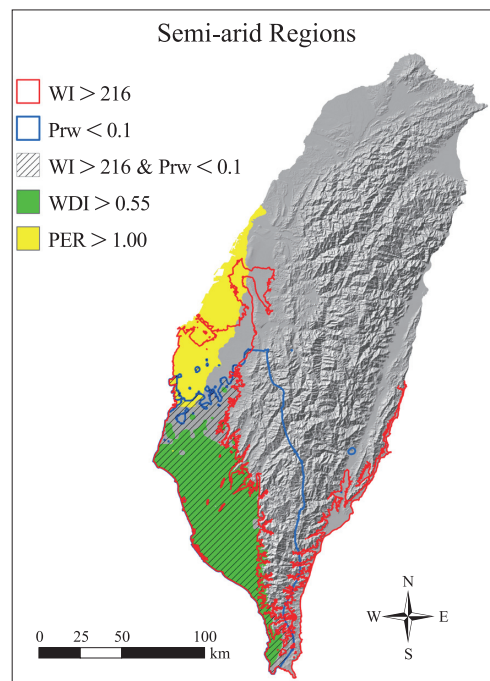 Semi-arid Regions
WI > 216
Prw < 0.1
WI > 216 & Prw < 0.1
WDI > 0.55
PER > 1.00
N
W E
S
0 25 50 100
km